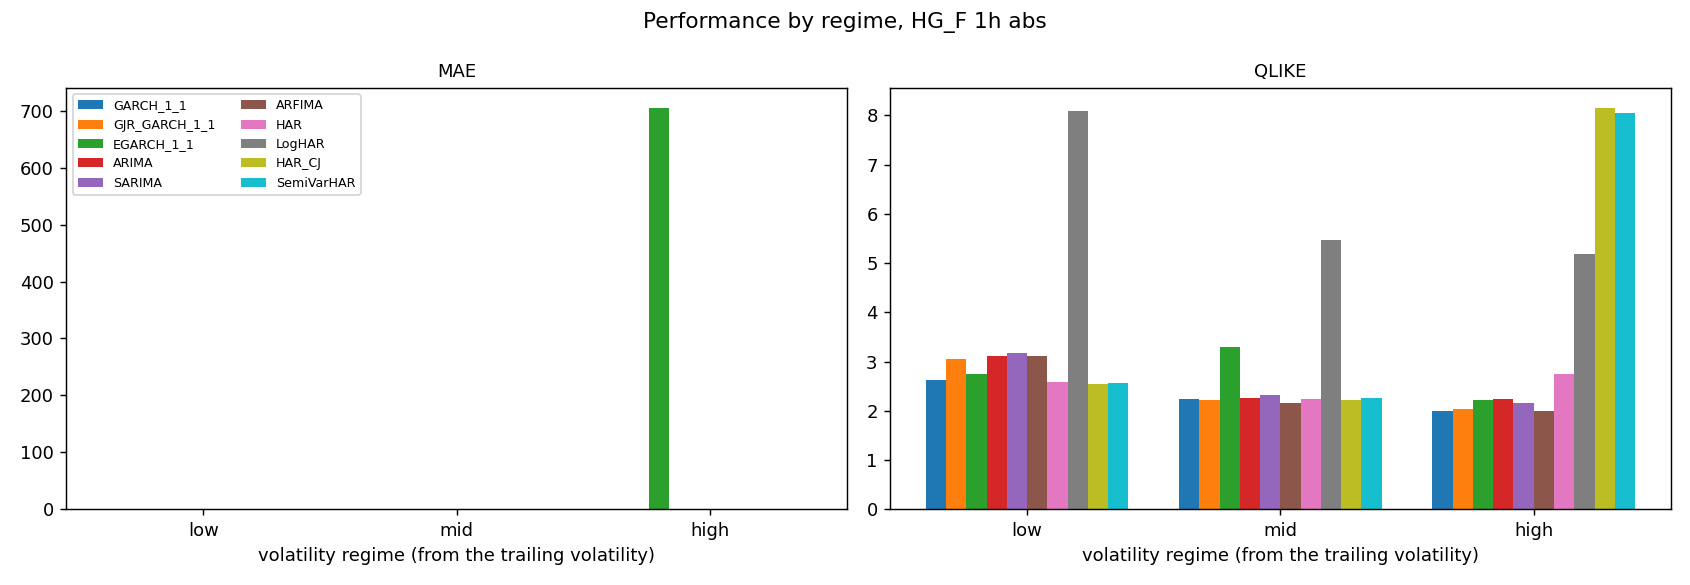 Performance by regime, HG_F 1h abs
MAE
700
600
500
400
300
200
100
0
GARCH_1_1
GJR_GARCH_1_1
EGARCH_1_1
ARIMA
SARIMA
ARFIMA
HAR
LogHAR
HAR_CJ
SemiVarHAR
low mid high
volatility regime (from the trailing volatility)
QLIKE
8
7
6
5
4
3
2
1
0
low mid high
volatility regime (from the trailing volatility)